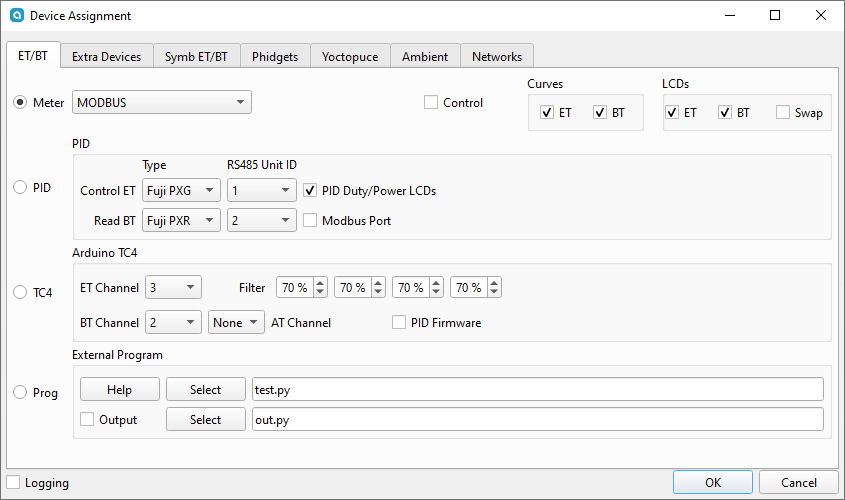 Device Assignment
ET/BT Extra Devices Symb ET/BT Phidgets Yoctopuce Ambient Networks
Curves LCDs
Meter MODBUS Control ET BT ET BT Swap
PID
Type RS485 Unit ID
PID
Control ET Fuji PXG 1 PID Duty/Power LCDs
Read BT Fuji PXR 2 Modbus Port
Arduino TC4
TC4
ET Channel 3 Filter 70 % 70 % 70 % 70 %
BT Channel 2 None AT Channel PID Firmware
External Program
Prog
Help Select test.py
Output Select out.py
Logging OK Cancel